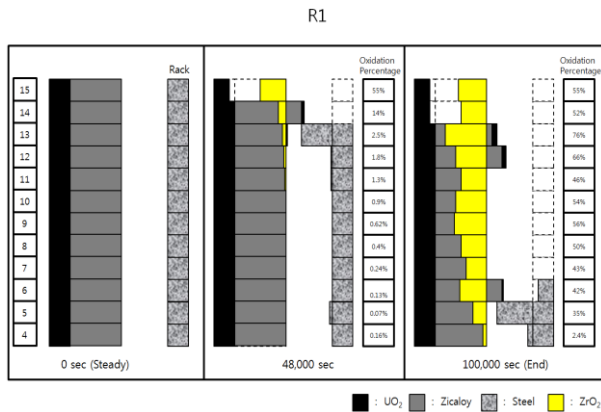 R1
Rack
Oxidation
Percentage
Oxidation
Percentage
15 55% 55%
14 14% 52%
13 2.5% 76%
12 1.8% 66%
11 1.3% 46%
10 0.9% 54%
9 0.62% 56%
8 0.4% 50%
7 0.24% 43%
6 0.13% 42%
5 0.07% 35%
4 0.16% 2.4%
0 sec (Steady) 48,000 sec 100,000 sec (End)
: UO2 : Zicaloy : Steel : ZrO2